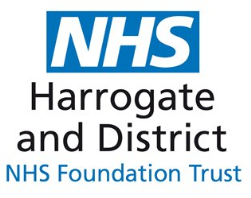 NHS
Harrogate
and District
NHS Foundation Trust